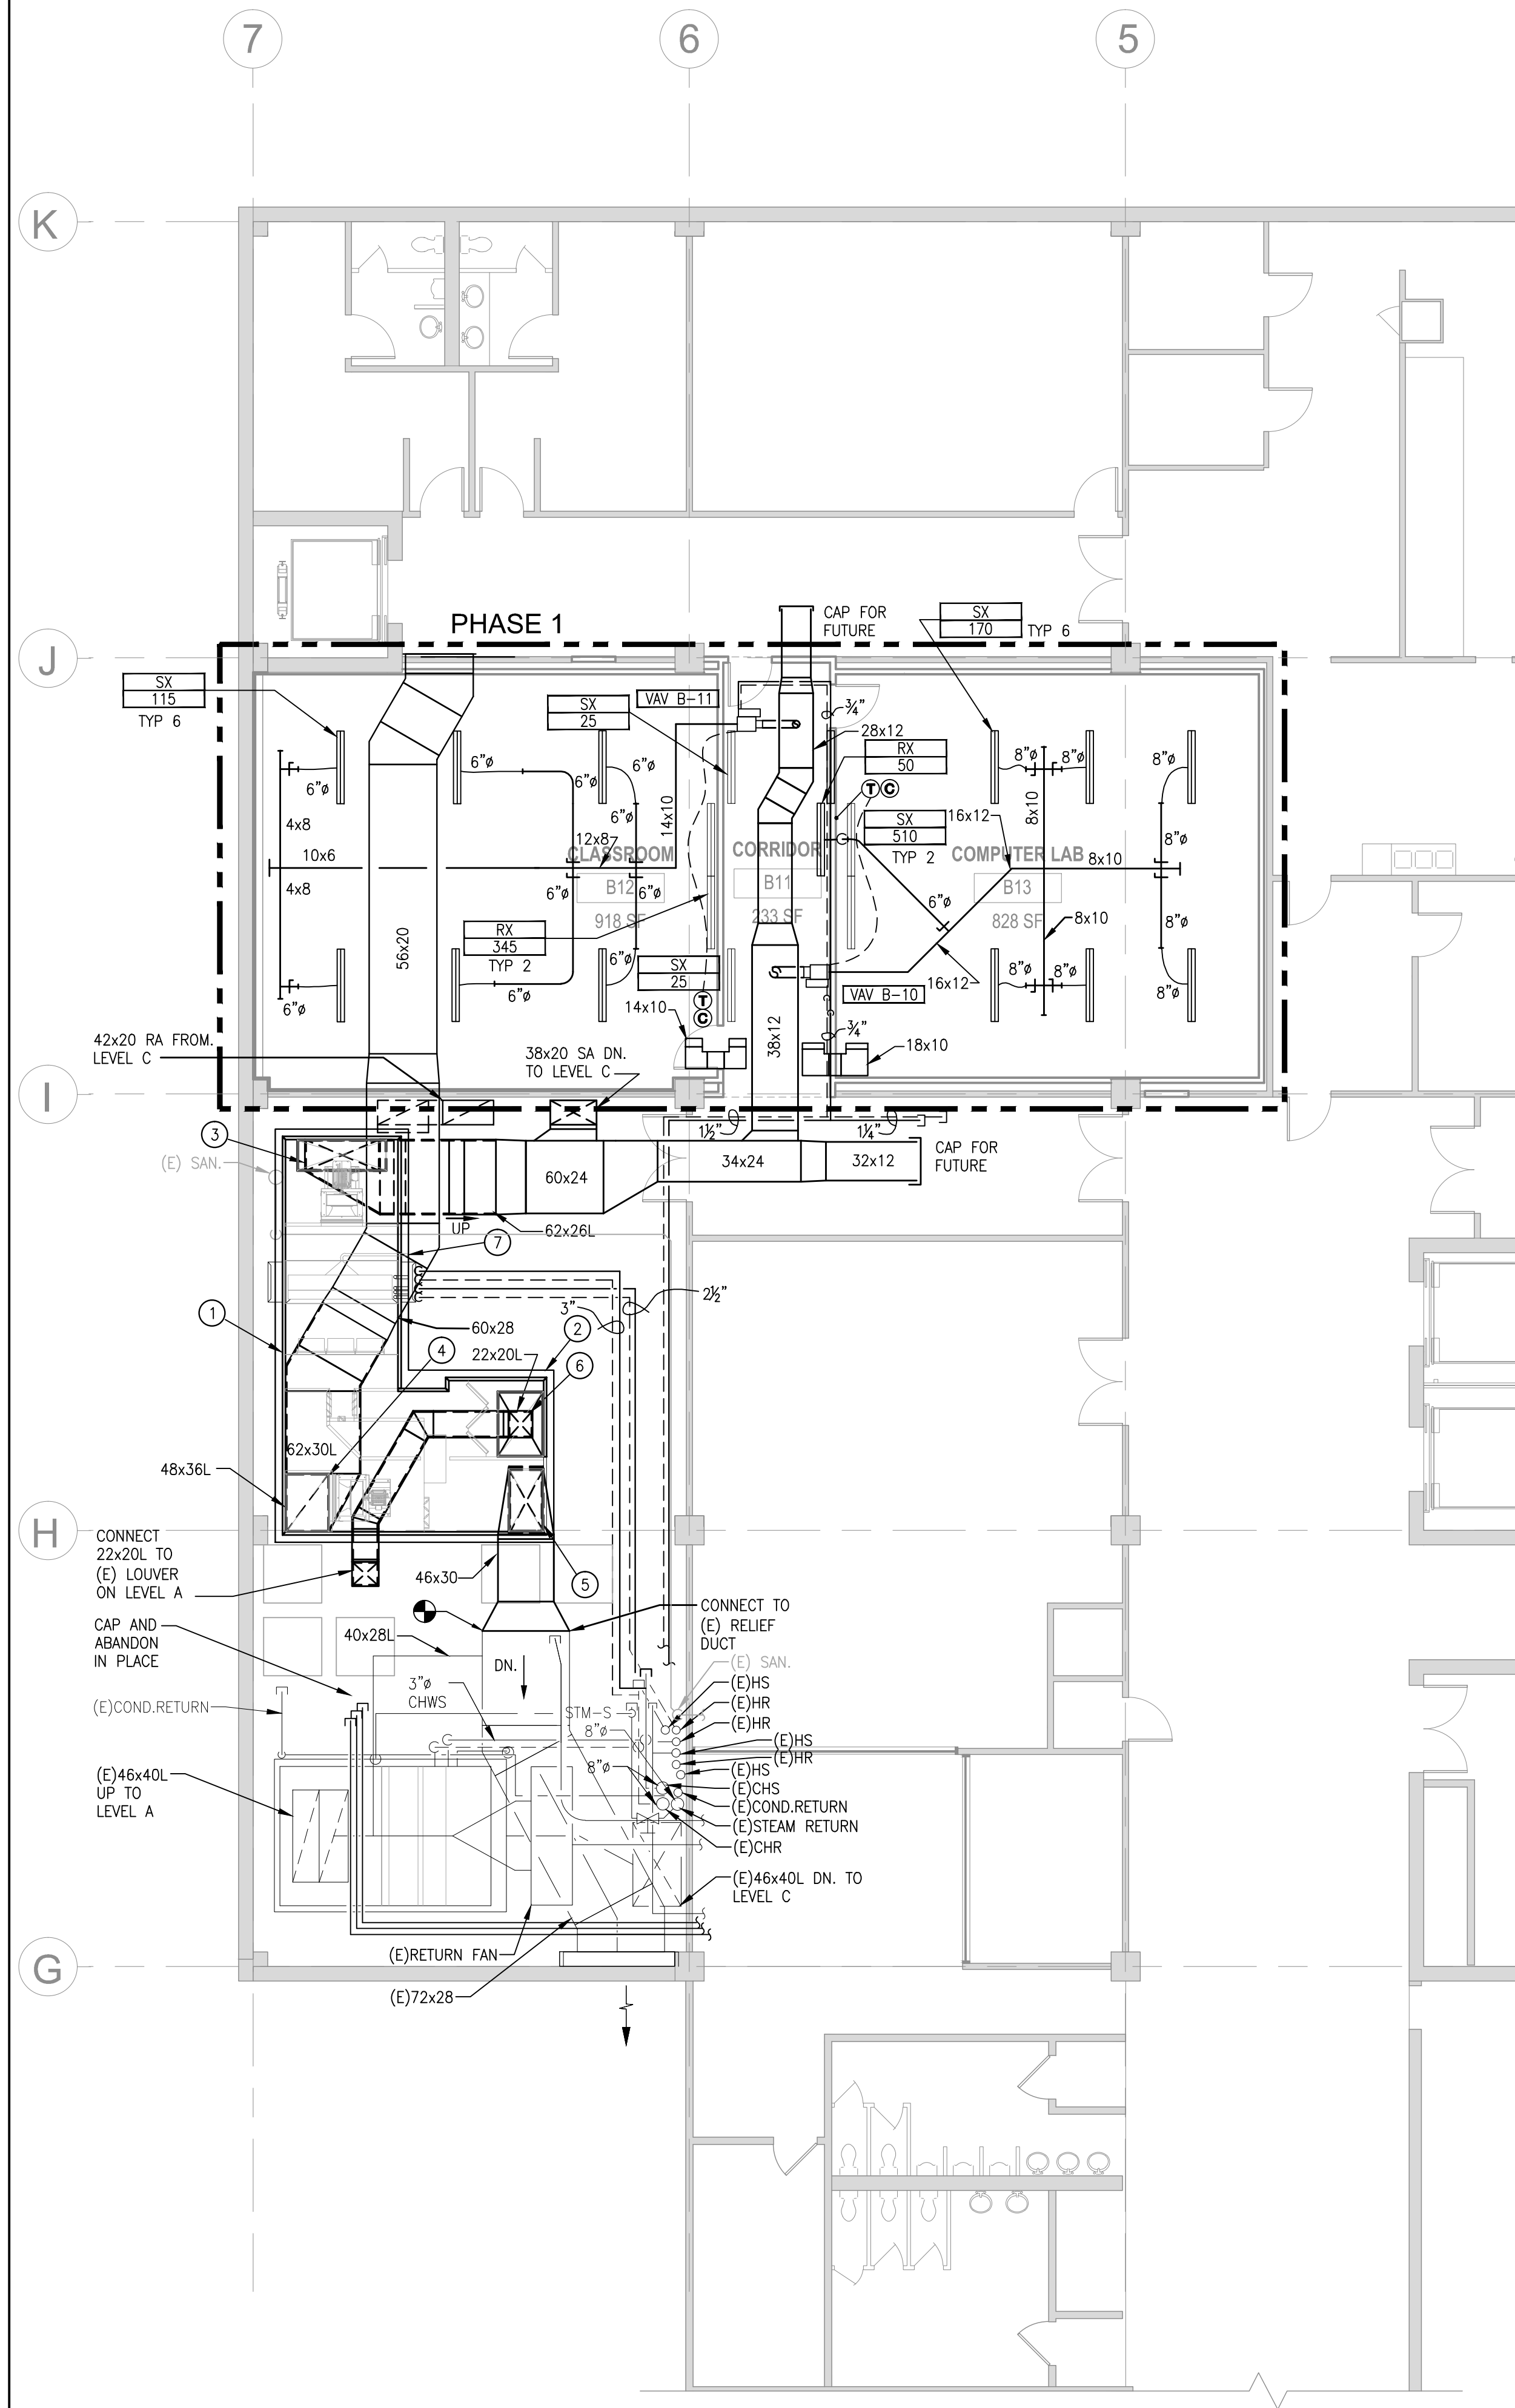 7
6
5
K
J
I
H
G
PHASE 1
CAP FOR
FUTURE
SX
170
TYP 6
SX
115
TYP 6
SX
25
VAV B-11
3/4"
28x12
RX
50
T C
SX
510
TYP 2
16x12
6"ø
6"ø
6"ø
6"ø
6"ø
4x8
10x6
4x8
12x8
14x10
CLASSROOM
B12
918 SF
6"ø
6"ø
6"ø
6"ø
6"ø
6"ø
56x20
RX
345
TYP 2
SX
25
T
C
CORRIDOR
B11
233 SF
38x12
COMPUTER LAB
B13
828 SF
8"ø
8"ø
8"ø
8x10
8"ø
8x10
8x10
8"ø
8"ø
8"ø
8"ø
6"ø
16x12
VAV B-10
14x10
3/4"
18x10
42x20 RA FROM.
LEVEL C
38x20 SA DN.
TO LEVEL C
3
(E) SAN.
1½"
1¼"
60x24
34x24
32x12
CAP FOR
FUTURE
UP
62x26L
7
1
60x28
3"
2½"
2
4
22x20L
6
62x30L
48x36L
CONNECT
22x20L TO
(E) LOUVER
ON LEVEL A
46x30
5
CAP AND
ABANDON
IN PLACE
40x28L
CONNECT TO
(E) RELIEF
DUCT
DN.
(E) SAN.
(E)HS
(E)HR
(E)HR
(E)HS
(E)HR
(E)HS
(E)CHS
(E)COND.RETURN
(E)STEAM RETURN
(E)CHR
3"ø
CHWS
STM-S
8"ø
8"ø
(E)COND.RETURN
(E)46x40L
UP TO
LEVEL A
(E)46x40L DN. TO
LEVEL C
(E)RETURN FAN
(E)72x28